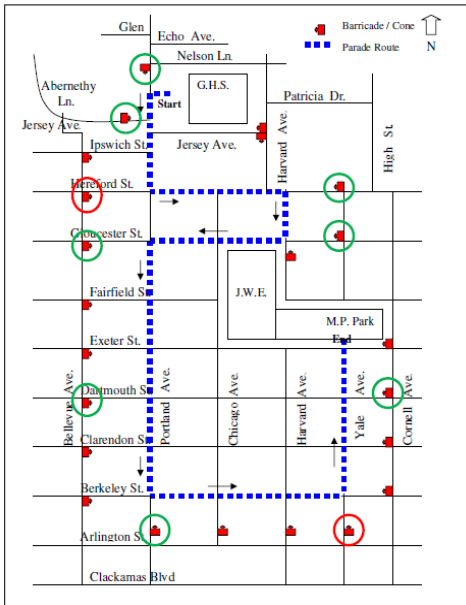 Glen
Echo Ave.
Barricade / Cone
Nelson Ln.
Parade Route
N
Abernethy
Ln.
G.H.S.
Start
Patricia Dr.
Jersey Ave.
Jersey Ave.
Harvard Ave.
High St.
Ipswich St.
Hereford St.
Gloucester St.
Fairfield St.
J.W.E.
M.P. Park
Exeter St.
End
Dartmouth St.
Bellevue Ave.
Portland Ave.
Chicago Ave.
Harvard Ave.
Yale Ave.
Cornell Ave.
Clarendon St.
Berkeley St.
Arlington St.
Clackamas Blvd